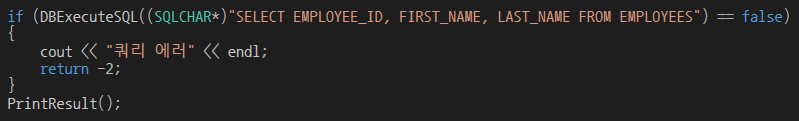 if (DBExecuteSQL((SQLCHAR*)"SELECT EMPLOYEE_ID, FIRST_NAME, LAST_NAME FROM EMPLOYEES") == false)
{
    cout << "쿼리 에러" << endl;
    return -2;
}
PrintResult();